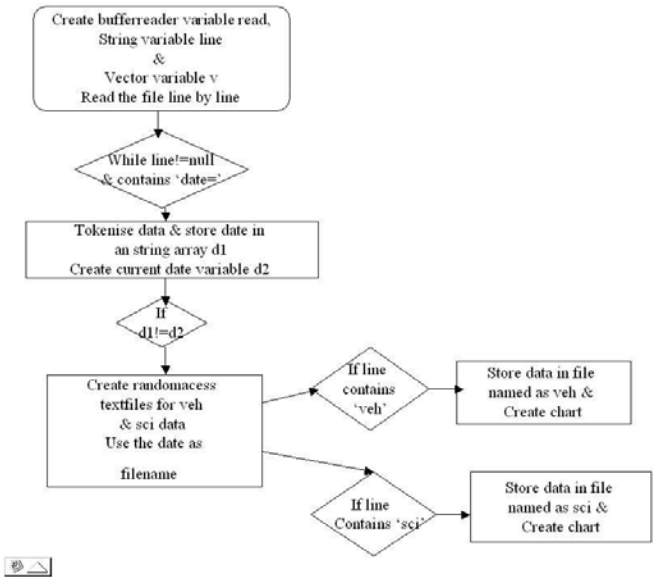 Create bufferreader variable read,
String variable line
&
Vector variable v
Read the file line by line
While line!=null
& contains ‘date=’
Tokenise data & store date in
an string array d1
Create current date variable d2
If
d1!=d2
Create randomacess
textfiles for veh
& sci data
Use the date as
filename
If line
contains
‘veh’
Store data in file
named as veh &
Create chart
If line
Contains ‘sci’
Store data in file
named as sci &
Create chart